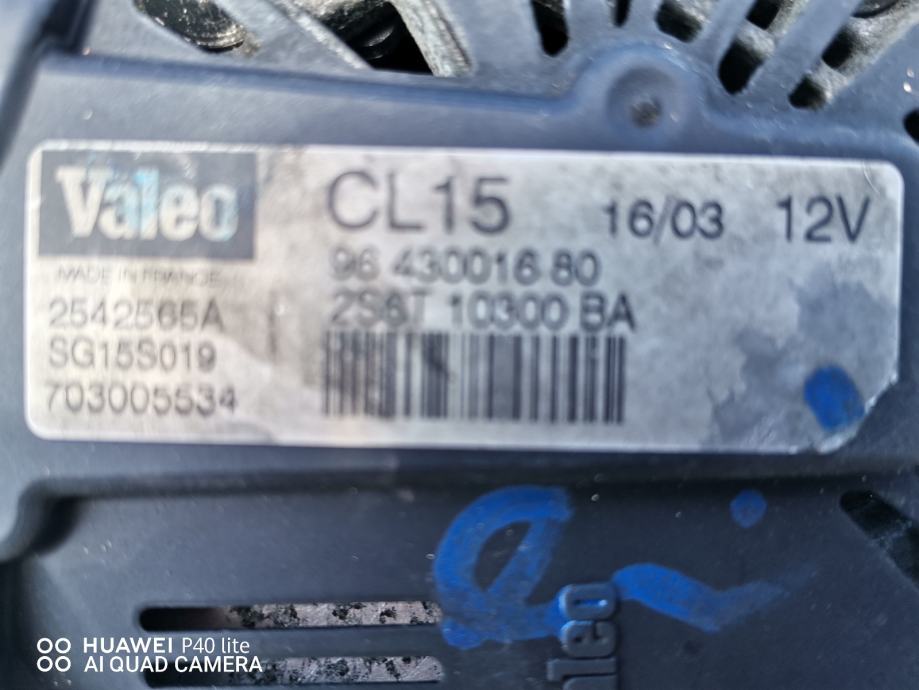 Valeo
CL15 16/03 12V
96 430016 80
MADE IN FRANCE
2542565A
2S6T 10300 BA
SG15S019
703005534
HUAWEI P40 lite
AI QUAD CAMERA